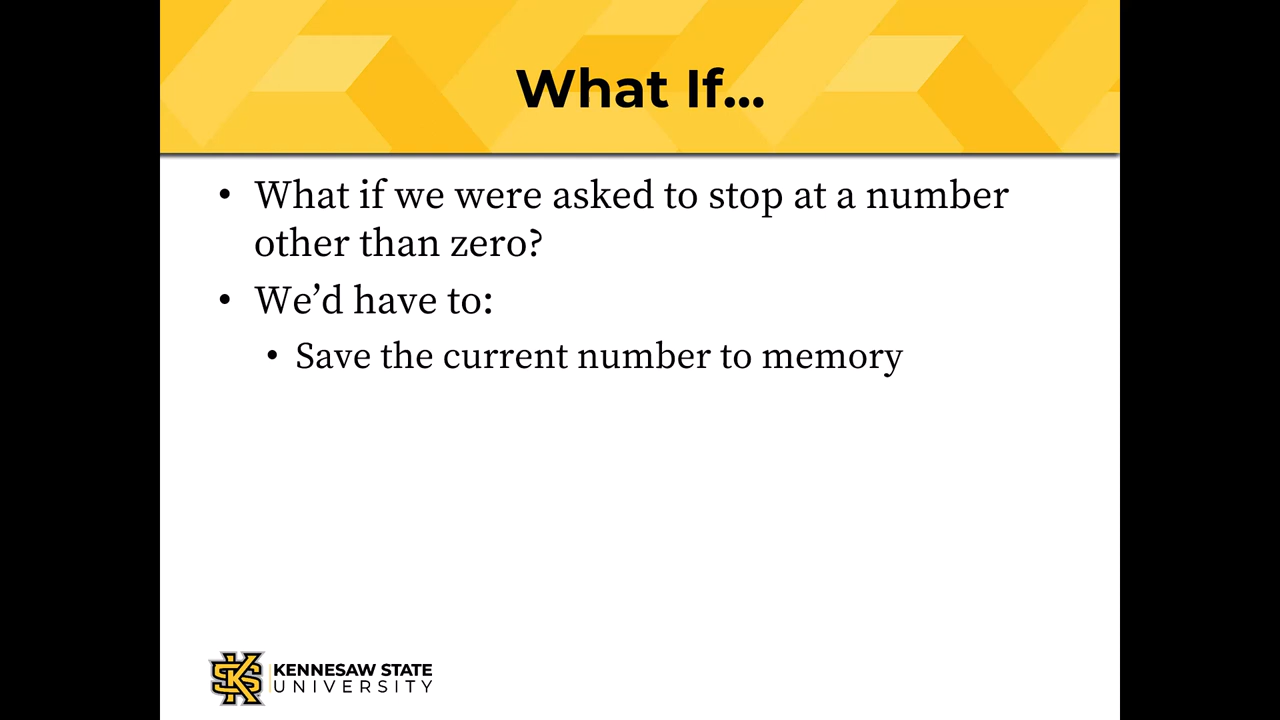 What If...
• What if we were asked to stop at a number
other than zero?
• We’d have to:
• Save the current number to memory
KENNESAW STATE
UNIVERSITY